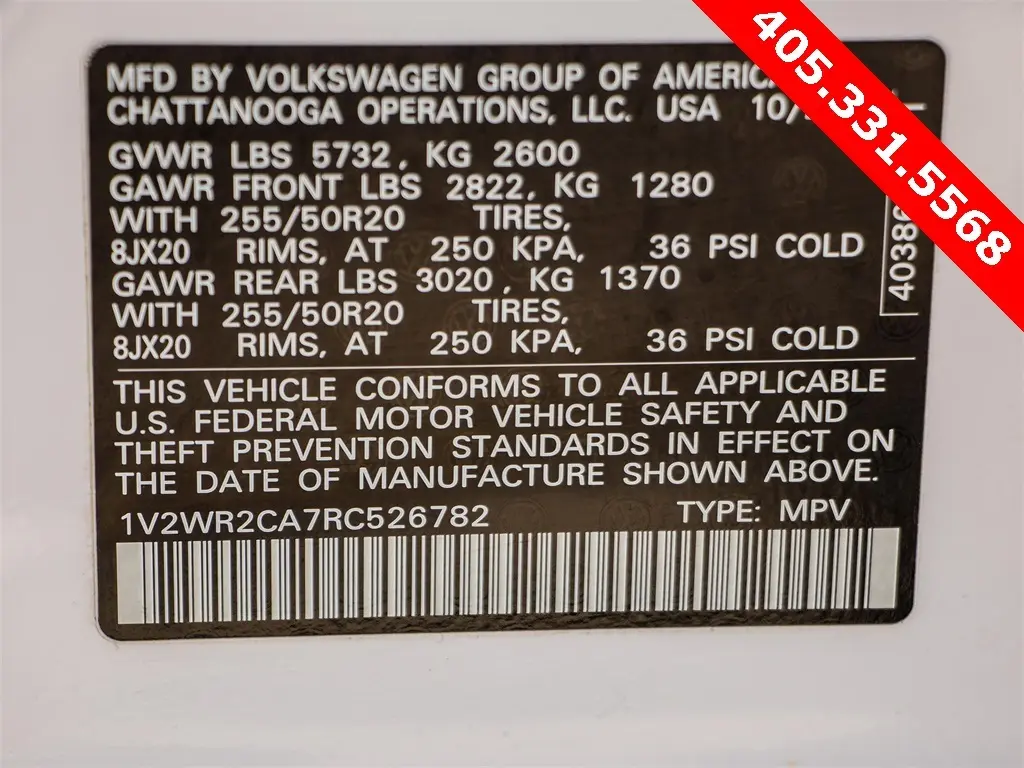 MFD BY VOLKSWAGEN GROUP OF
CHATTANOOGA OPERATIONS, LLC. USA
GVWR LBS 5732, KG 2600
GAWR FRONT LBS 2822, KG 1280
WITH 255/50R20 TIRES,
8JX20 RIMS, AT 250 KPA, 36 PSI COLD
GAWR REAR LBS 3020, KG 1370
WITH 255/50R20 TIRES,
8JX20 RIMS, AT 250 KPA, 36 PSI COLD
THIS VEHICLE CONFORMS TO ALL APPLICABLE
U.S. FEDERAL MOTOR VEHICLE SAFETY AND
THEFT PREVENTION STANDARDS IN EFFECT ON
THE DATE OF MANUFACTURE SHOWN ABOVE.
1V2WR2CA7RC526782 TYPE: MPV
405.331.5568